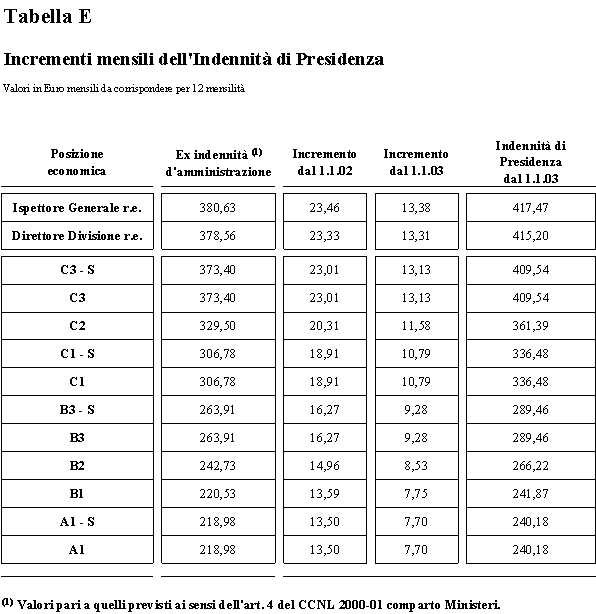 Tabella E
Incrementi mensili dell'Indennità di Presidenza
Valori in Euro mensili da corrispondere per 12 mensilità
Posizione economica Ex indennità (1) d'amministrazione Incremento dal 1.1.02 Incremento dal 1.1.03 Indennità di Presidenza dal 1.1.03
Ispettore Generale r.e. 380,63 23,46 13,38 417,47
Direttore Divisione r.e. 378,56 23,33 13,31 415,20
C3 - S 373,40 23,01 13,13 409,54
C3 373,40 23,01 13,13 409,54
C2 329,50 20,31 11,58 361,39
C1 - S 306,78 18,91 10,79 336,48
C1 306,78 18,91 10,79 336,48
B3 - S 263,91 16,27 9,28 289,46
B3 263,91 16,27 9,28 289,46
B2 242,73 14,96 8,53 266,22
B1 220,53 13,59 7,75 241,87
A1 - S 218,98 13,50 7,70 240,18
A1 218,98 13,50 7,70 240,18
(1) Valori pari a quelli previsti ai sensi dell'art. 4 del CCNL 2000-01 comparto Ministeri.